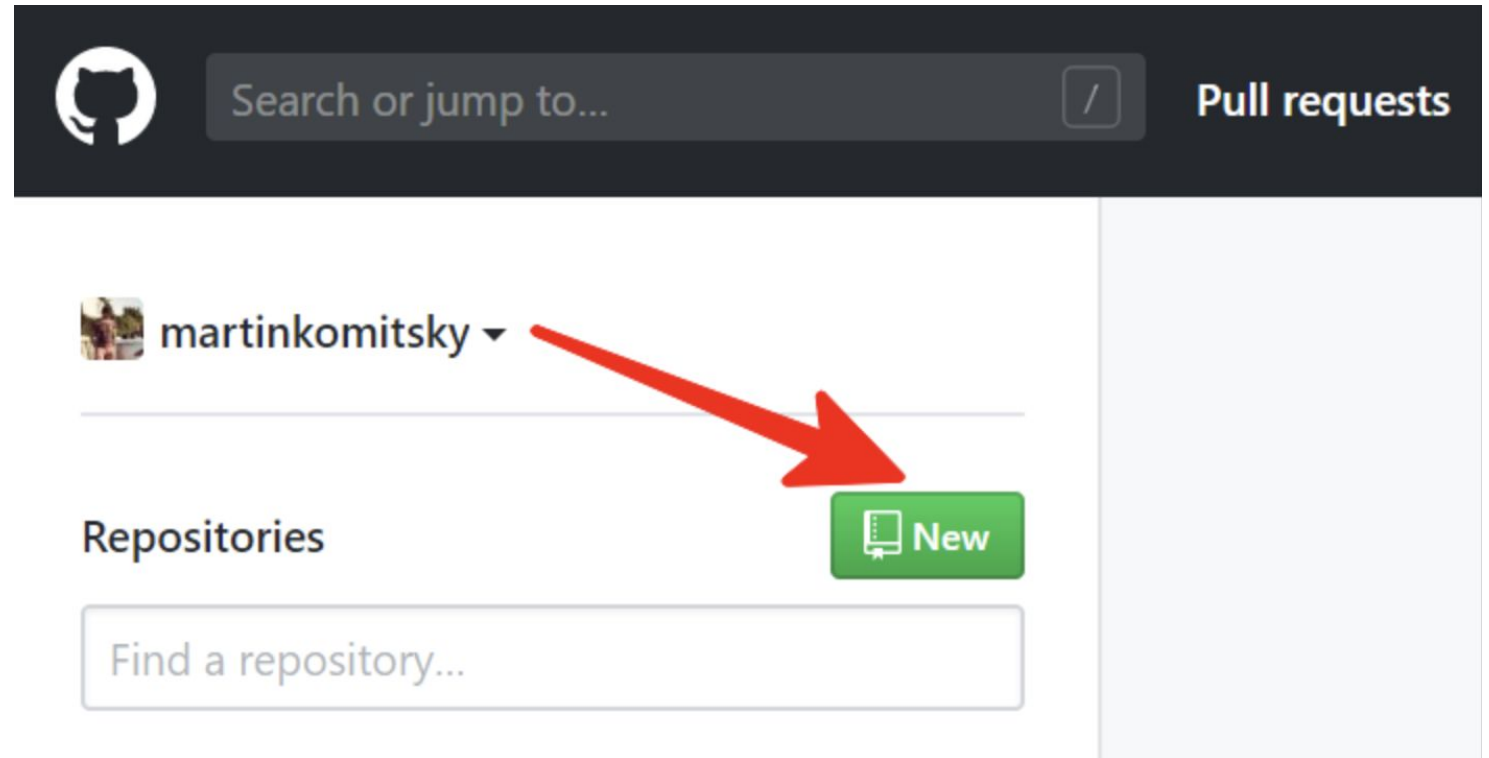 Search or jump to...
/
Pull requests
martinkomitsky
Repositories
New
Find a repository...